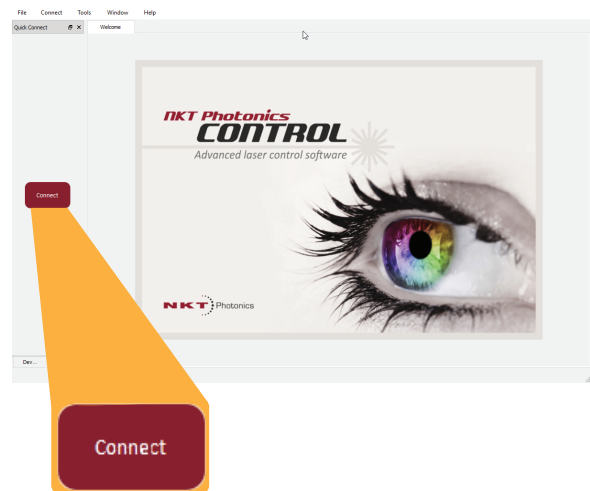 File Connect Tools Window Help
Quick Connect
Welcome
NKT Photonics
CONTROL
Advanced laser control software
Connect
NKT Photonics
Dev...
Connect